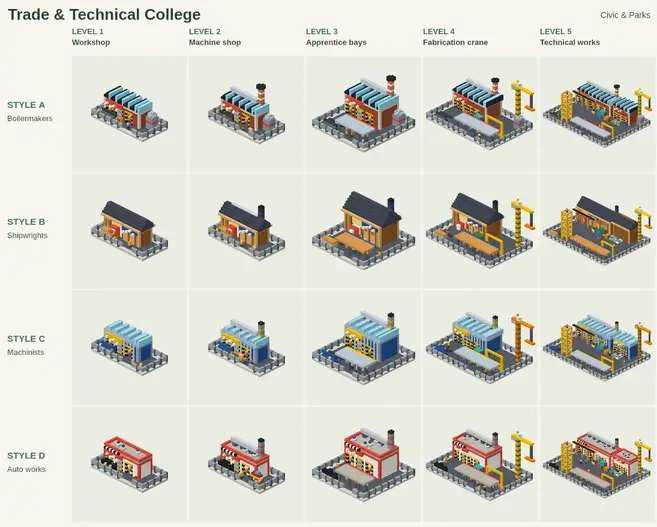 Trade & Technical College
Civic & Parks
LEVEL 1
Workshop
LEVEL 2
Machine shop
LEVEL 3
Apprentice bays
LEVEL 4
Fabrication crane
LEVEL 5
Technical works
STYLE A
Boilermakers
STYLE B
Shipwrights
STYLE C
Machinists
STYLE D
Auto works